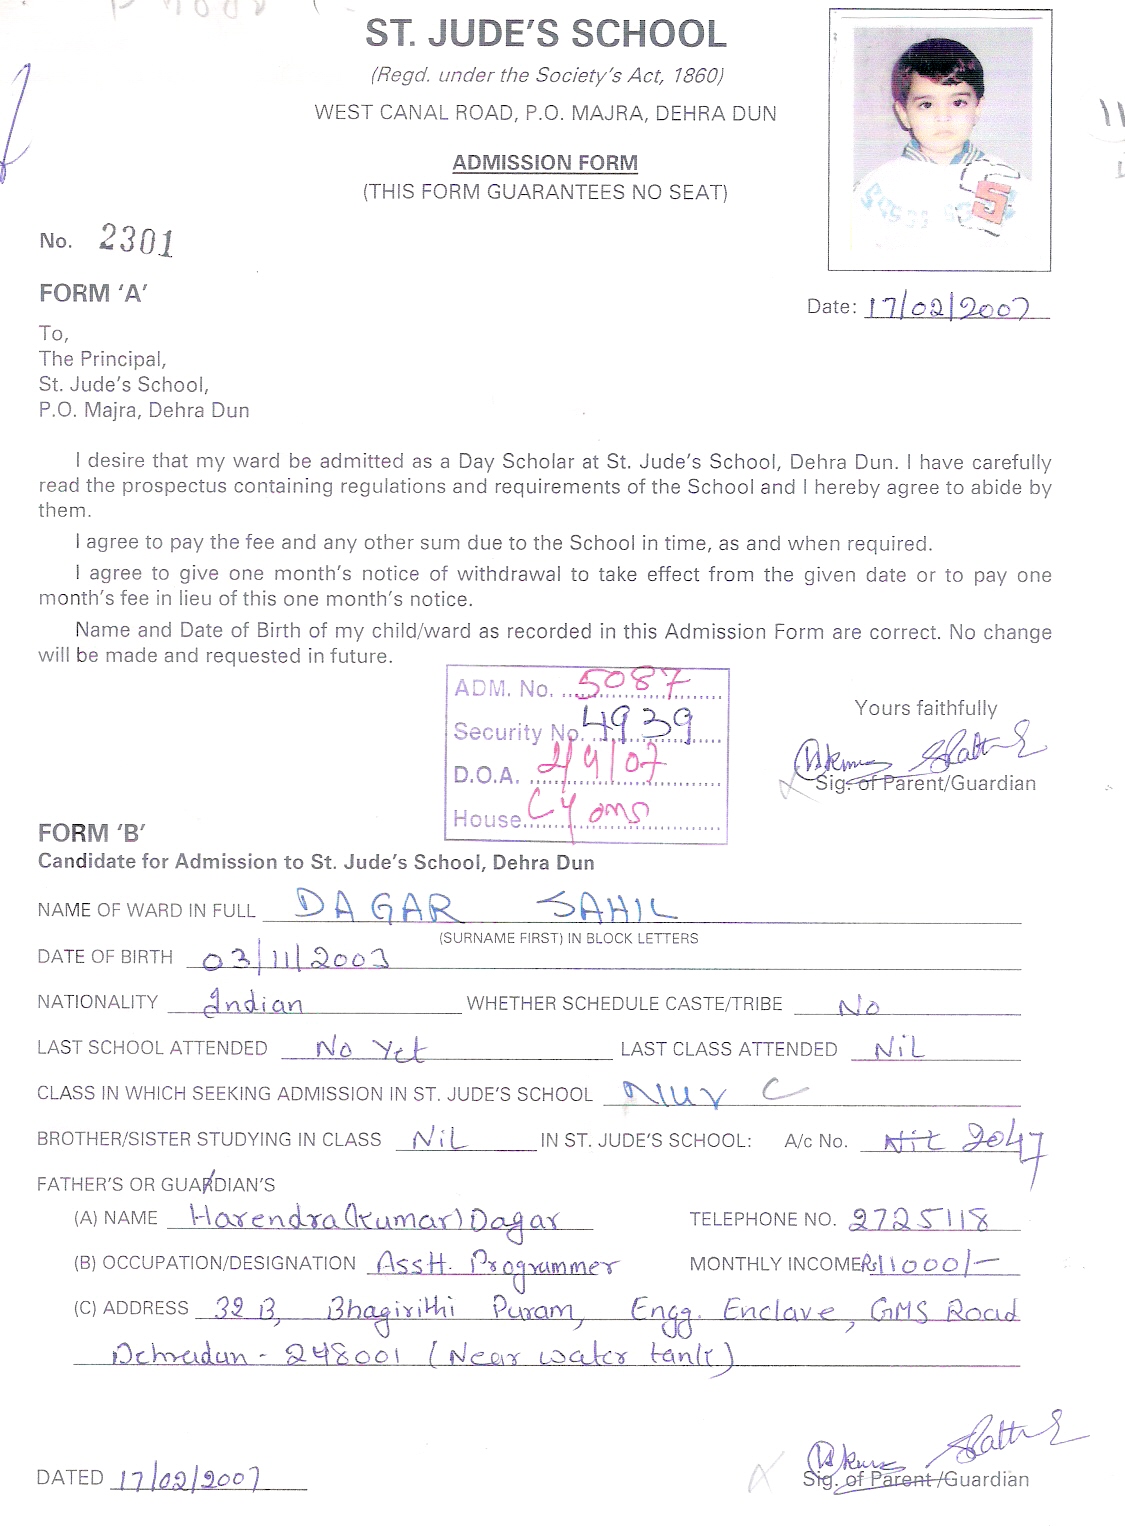 ST. JUDE'S SCHOOL
(Regd. under the Society's Act, 1860)
WEST CANAL ROAD, P.O. MAJRA, DEHRA DUN
ADMISSION FORM
(THIS FORM GUARANTEES NO SEAT)
No. 2301
FORM 'A'
Date: 17/02/2007
To,
The Principal,
St. Jude's School,
P.O. Majra, Dehra Dun
I desire that my ward be admitted as a Day Scholar at St. Jude's School, Dehra Dun. I have carefully
read the prospectus containing regulations and requirements of the School and I hereby agree to abide by
them.
I agree to pay the fee and any other sum due to the School in time, as and when required.
I agree to give one month's notice of withdrawal to take effect from the given date or to pay one
month's fee in lieu of this one month's notice.
Name and Date of Birth of my child/ward as recorded in this Admission Form are correct. No change
will be made and requested in future.
ADM. No. 5087
Security No. 4939
D.O.A. 2/4/07
House
Yours faithfully
Sig. of Parent/Guardian
FORM 'B'
Candidate for Admission to St. Jude's School, Dehra Dun
NAME OF WARD IN FULL DAGAR SAHIL
(SURNAME FIRST) IN BLOCK LETTERS
DATE OF BIRTH 03/11/2003
NATIONALITY Indian WHETHER SCHEDULE CASTE/TRIBE No
LAST SCHOOL ATTENDED No Yet LAST CLASS ATTENDED Nil
CLASS IN WHICH SEEKING ADMISSION IN ST. JUDE'S SCHOOL NUR C
BROTHER/SISTER STUDYING IN CLASS Nil IN ST. JUDE'S SCHOOL: A/c No. Nil 2047
FATHER'S OR GUARDIAN'S
(A) NAME Harendra (Kumar) Dagar TELEPHONE NO. 2725118
(B) OCCUPATION/DESIGNATION Asstt. Programmer MONTHLY INCOME Rs 11000/-
(C) ADDRESS 32 B, Bhagirithi Puram, Engg. Enclave, GMS Road
Dehradun - 248001 (Near water tank)
DATED 17/02/2007
Sig. of Parent/Guardian